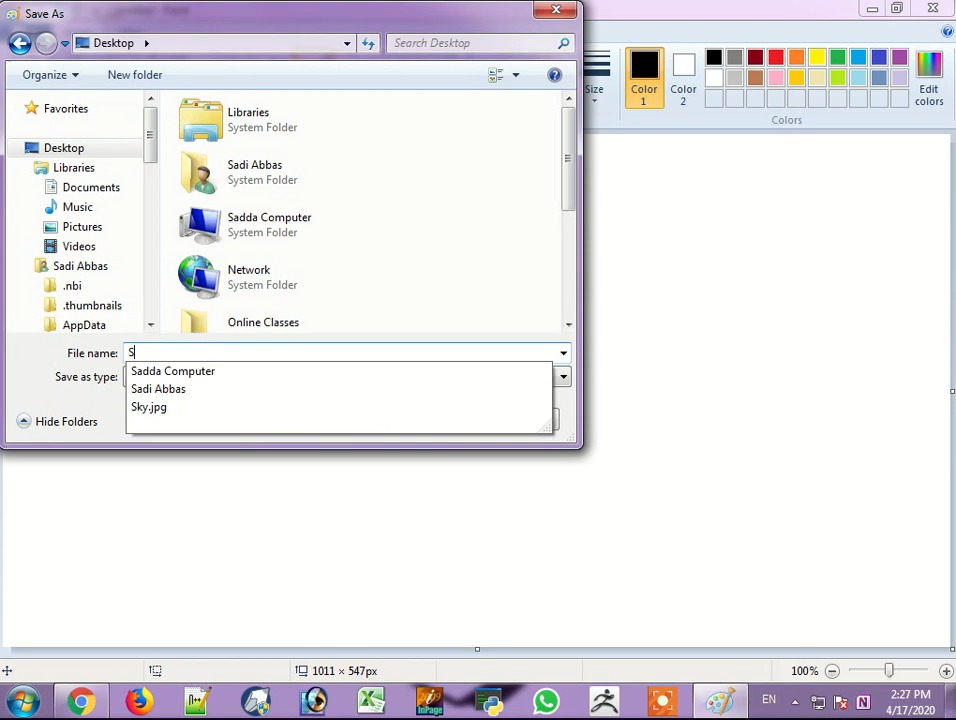 Save As
Desktop
Search Desktop
Organize
New folder
Favorites
Desktop
Libraries
Documents
Music
Pictures
Videos
Sadi Abbas
.nbi
.thumbnails
AppData
Libraries
System Folder
Sadi Abbas
System Folder
Sadda Computer
System Folder
Network
System Folder
Online Classes
File name: S
Save as type:
Sadda Computer
Sadi Abbas
Sky.jpg
Hide Folders
Size
Color 1
Color 2
Edit colors
Colors
1011 × 547px
100%
EN
2:27 PM
4/17/2020